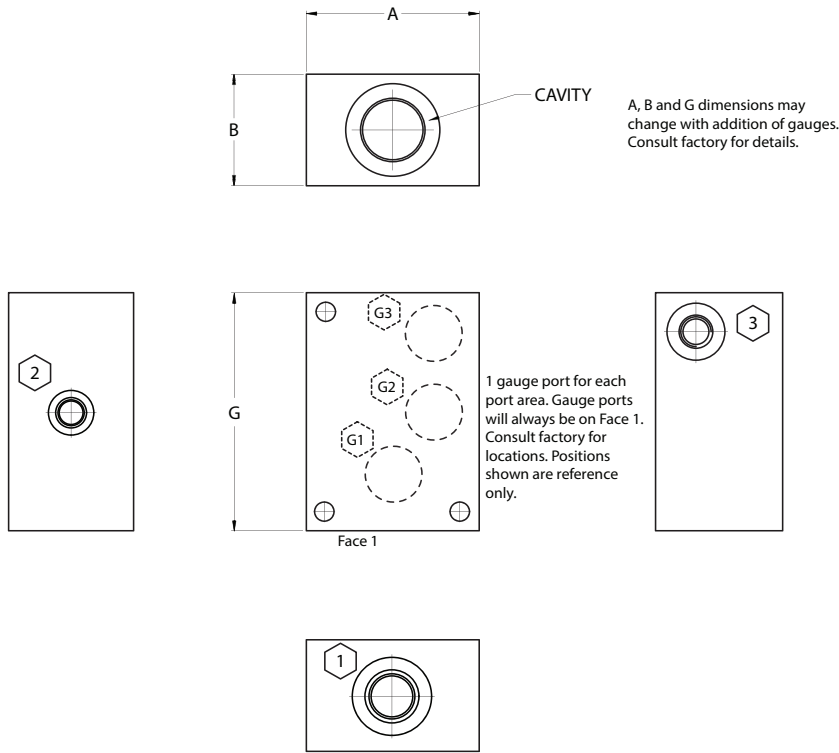 A
B
CAVITY
A, B and G dimensions may
change with addition of gauges.
Consult factory for details.
G3
3
2
G2
1 gauge port for each
port area. Gauge ports
will always be on Face 1.
Consult factory for
locations. Positions
shown are reference
only.
G
G1
Face 1
1